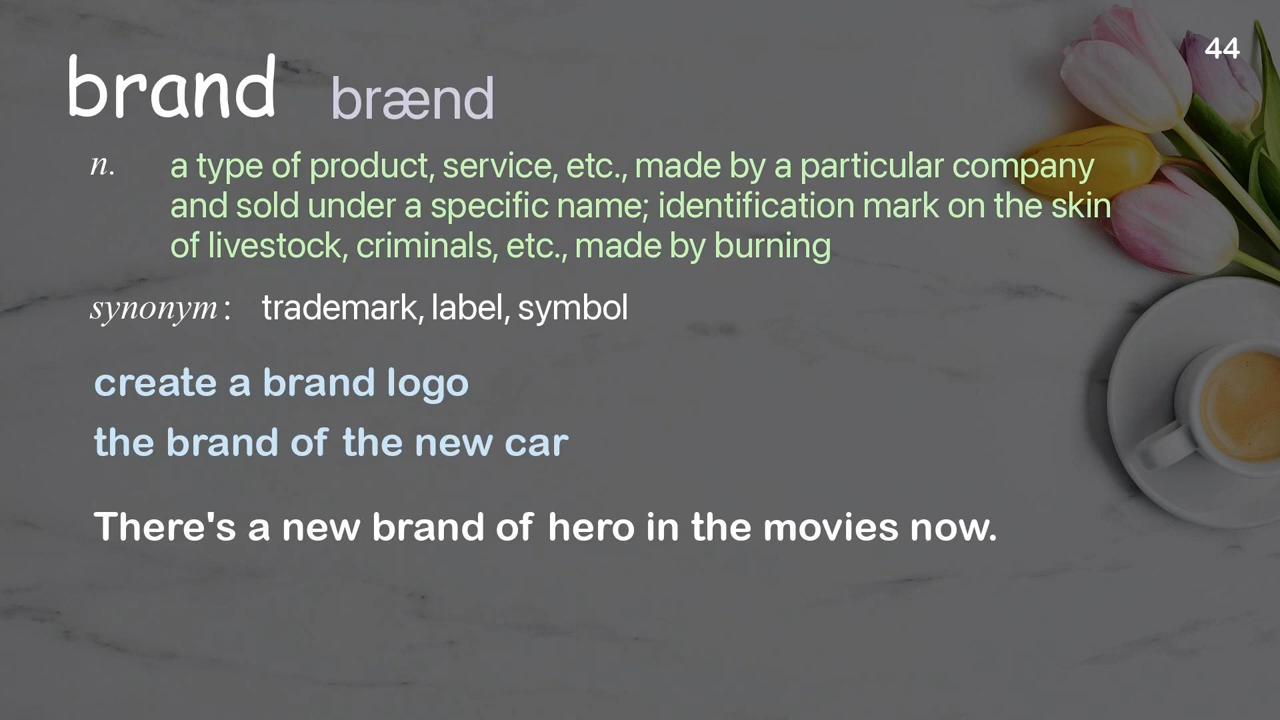 44
brand brænd
n. a type of product, service, etc., made by a particular company
and sold under a specific name; identification mark on the skin
of livestock, criminals, etc., made by burning
synonym: trademark, label, symbol
create a brand logo
the brand of the new car
There's a new brand of hero in the movies now.